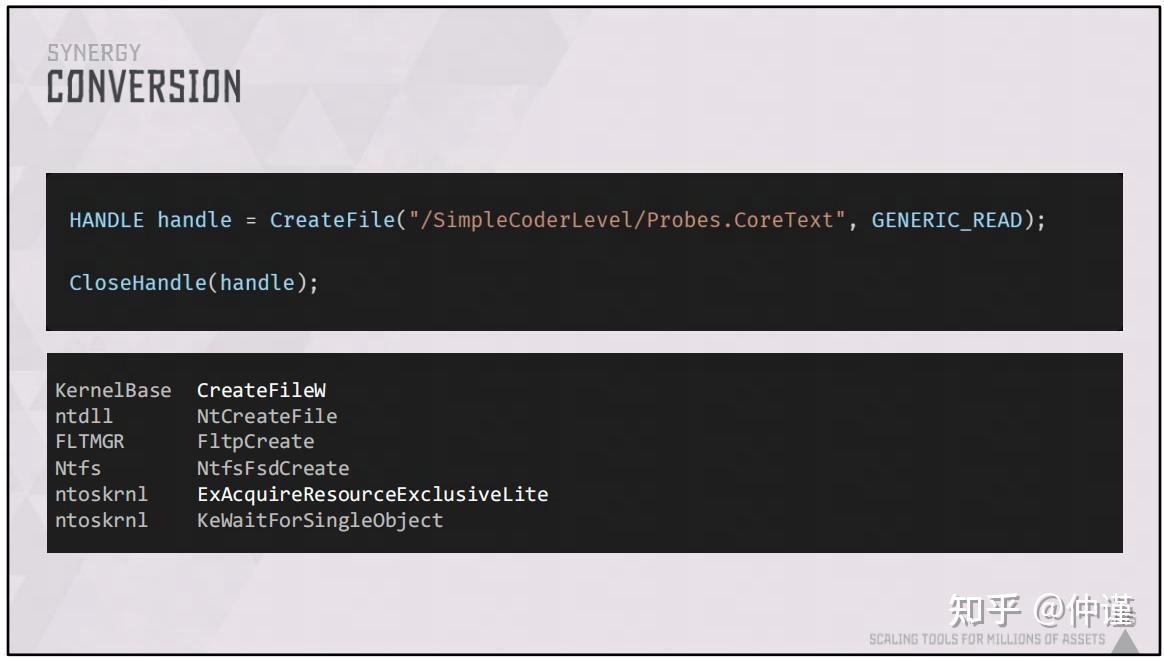 SYNERGY
CONVERSION
HANDLE handle = CreateFile("/SimpleCoderLevel/Probes.CoreText", GENERIC_READ);
CloseHandle(handle);
KernelBase CreateFileW
ntdll NtCreateFile
FLTMGR FltpCreate
Ntfs NtfsFsdCreate
ntoskrnl ExAcquireResourceExclusiveLite
ntoskrnl KeWaitForSingleObject
知乎 @仲谨
SCALING TOOLS FOR MILLIONS OF ASSETS